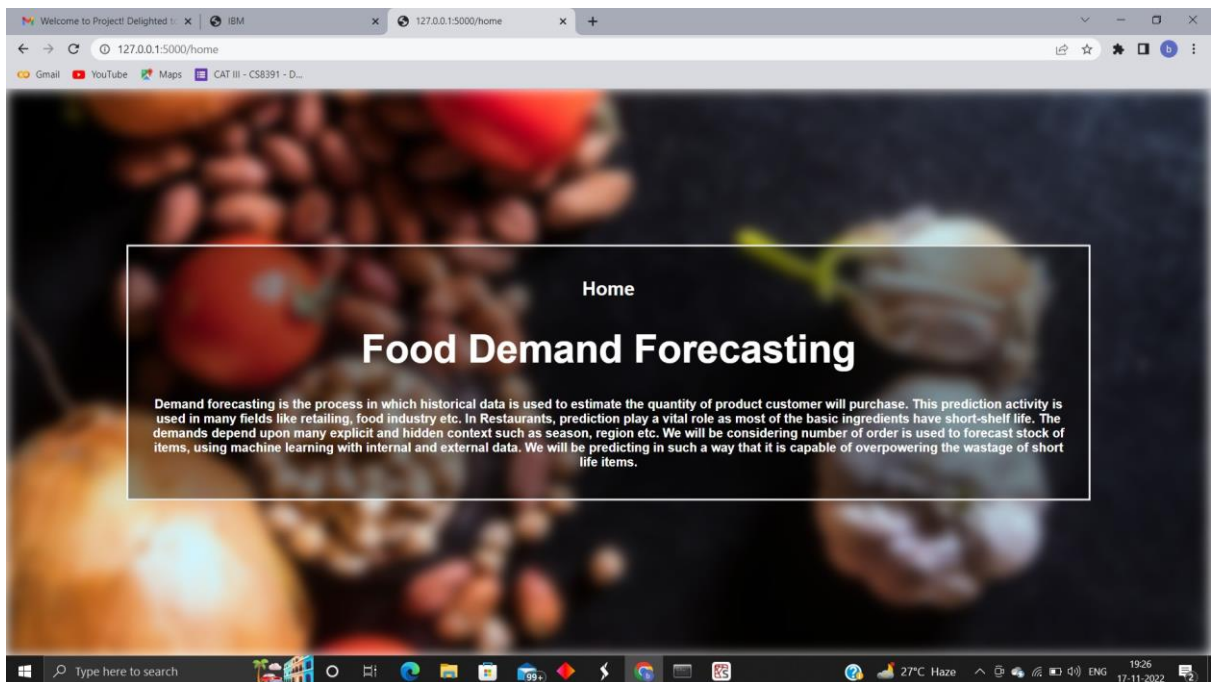 Welcome to Project! Delighted to
IBM
127.0.0.1:5000/home
127.0.0.1:5000/home
Gmail
YouTube
Maps
CAT III - CS8391 - D...
b
Home
Food Demand Forecasting
Demand forecasting is the process in which historical data is used to estimate the quantity of product customer will purchase. This prediction activity is
used in many fields like retailing, food industry etc. In Restaurants, prediction play a vital role as most of the basic ingredients have short-shelf life. The
demands depend upon many explicit and hidden context such as season, region etc. We will be considering number of order is used to forecast stock of
items, using machine learning with internal and external data. We will be predicting in such a way that it is capable of overpowering the wastage of short
life items.
Type here to search
99+
27°C Haze
ENG
19:26
17-11-2022
2